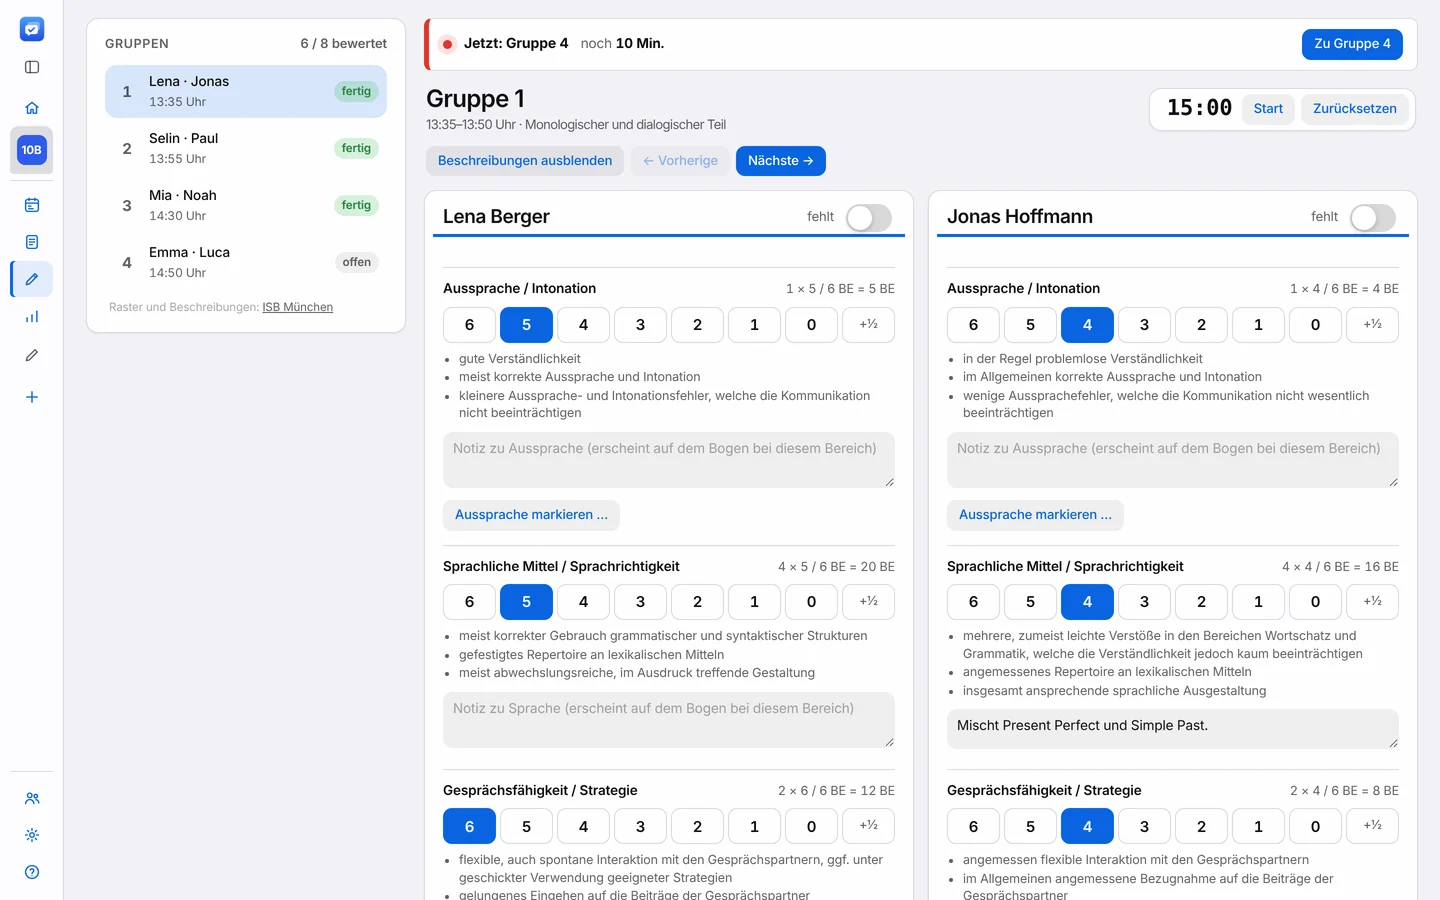 10B
GRUPPEN 6 / 8 bewertet
1 Lena · Jonas fertig
13:35 Uhr
2 Selin · Paul fertig
13:55 Uhr
3 Mia · Noah fertig
14:30 Uhr
4 Emma · Luca offen
14:50 Uhr
Raster und Beschreibungen: ISB München
Jetzt: Gruppe 4 noch 10 Min. Zu Gruppe 4
Gruppe 1
13:35–13:50 Uhr · Monologischer und dialogischer Teil
15:00 Start Zurücksetzen
Beschreibungen ausblenden ← Vorherige Nächste →
Lena Berger fehlt
Aussprache / Intonation 1 × 5 / 6 BE = 5 BE
6 5 4 3 2 1 0 +½
• gute Verständlichkeit
• meist korrekte Aussprache und Intonation
• kleinere Aussprache- und Intonationsfehler, welche die Kommunikation
nicht beeinträchtigen
Notiz zu Aussprache (erscheint auf dem Bogen bei diesem Bereich)
Aussprache markieren ...
Sprachliche Mittel / Sprachrichtigkeit 4 × 5 / 6 BE = 20 BE
6 5 4 3 2 1 0 +½
• meist korrekter Gebrauch grammatischer und syntaktischer Strukturen
• gefestigtes Repertoire an lexikalischen Mitteln
• meist abwechslungsreiche, im Ausdruck treffende Gestaltung
Notiz zu Sprache (erscheint auf dem Bogen bei diesem Bereich)
Gesprächsfähigkeit / Strategie 2 × 6 / 6 BE = 12 BE
6 5 4 3 2 1 0 +½
• flexible, auch spontane Interaktion mit den Gesprächspartnern, ggf. unter
geschickter Verwendung geeigneter Strategien
• gelungenes Eingehen auf die Beiträge der Gesprächspartner
Jonas Hoffmann fehlt
Aussprache / Intonation 1 × 4 / 6 BE = 4 BE
6 5 4 3 2 1 0 +½
• in der Regel problemlose Verständlichkeit
• im Allgemeinen korrekte Aussprache und Intonation
• wenige Aussprachefehler, welche die Kommunikation nicht wesentlich
beeinträchtigen
Notiz zu Aussprache (erscheint auf dem Bogen bei diesem Bereich)
Aussprache markieren ...
Sprachliche Mittel / Sprachrichtigkeit 4 × 4 / 6 BE = 16 BE
6 5 4 3 2 1 0 +½
• mehrere, zumeist leichte Verstöße in den Bereichen Wortschatz und
Grammatik, welche die Verständlichkeit jedoch kaum beeinträchtigen
• angemessenes Repertoire an lexikalischen Mitteln
• insgesamt ansprechende sprachliche Ausgestaltung
Mischt Present Perfect und Simple Past.
Gesprächsfähigkeit / Strategie 2 × 4 / 6 BE = 8 BE
6 5 4 3 2 1 0 +½
• angemessen flexible Interaktion mit den Gesprächspartnern
• im Allgemeinen angemessene Bezugnahme auf die Beiträge der
Gesprächspartner